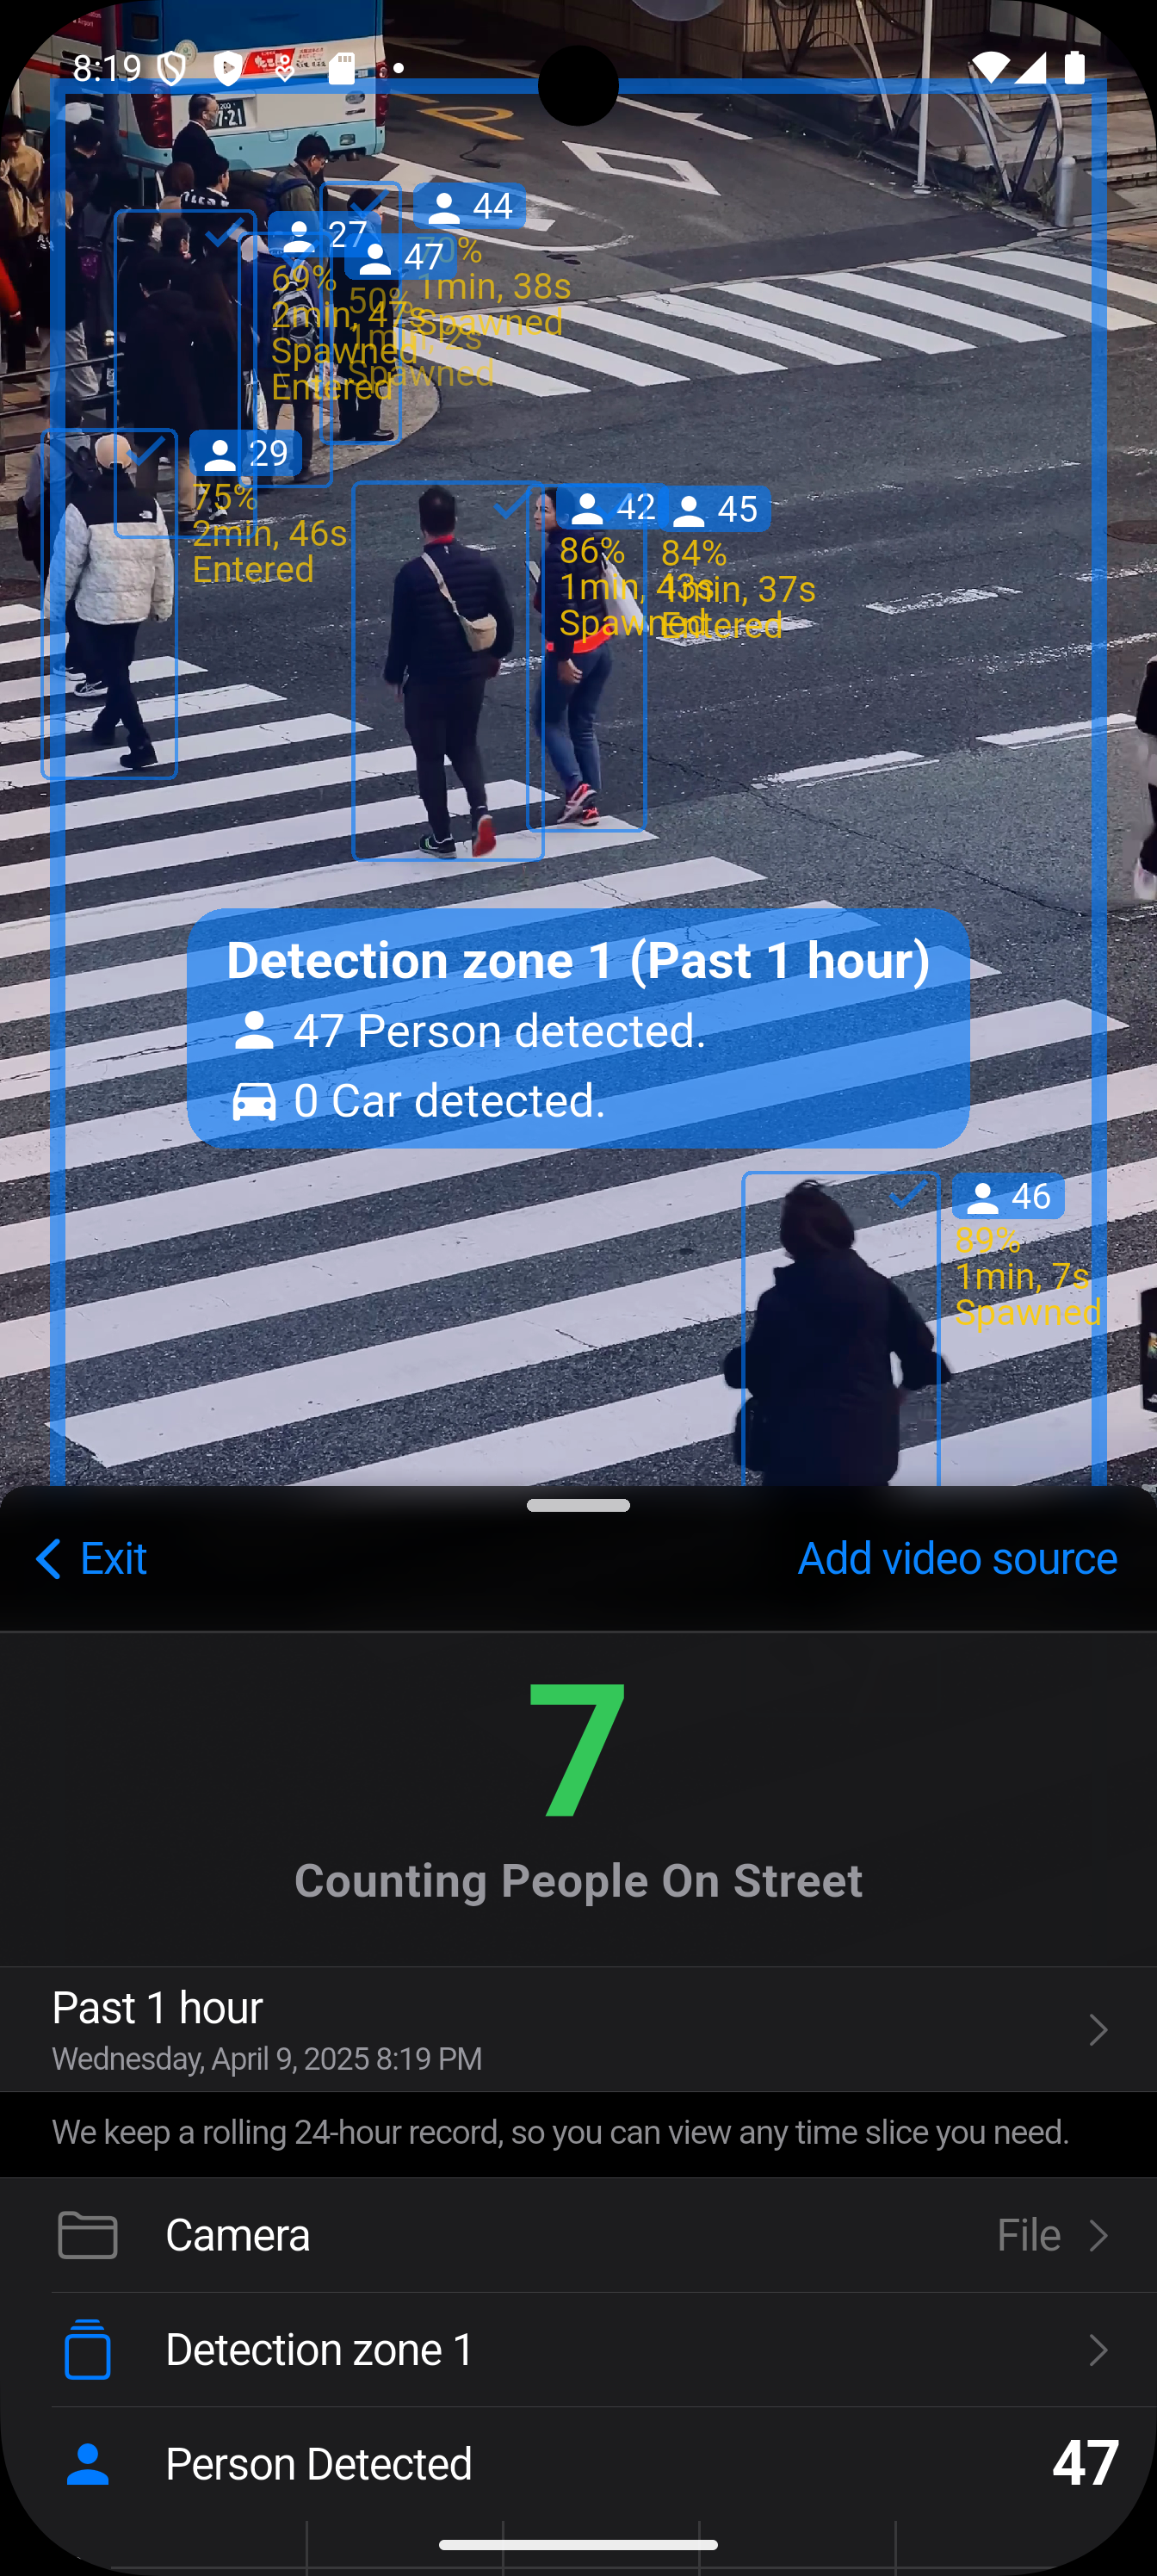 8:19
7-21
44
70%
1min, 38s
Spawned
27
69%
2min, 47s
Spawned
Entered
47
50%
1min, 2s
Spawned
29
75%
2min, 46s
Entered
42
86%
1min, 43s
Spawned
45
84%
1min, 37s
Entered
Detection zone 1 (Past 1 hour)
47 Person detected.
0 Car detected.
46
89%
1min, 7s
Spawned
Exit
Add video source
7
Counting People On Street
Past 1 hour
Wednesday, April 9, 2025 8:19 PM
We keep a rolling 24-hour record, so you can view any time slice you need.
Camera
File
Detection zone 1
Person Detected
47